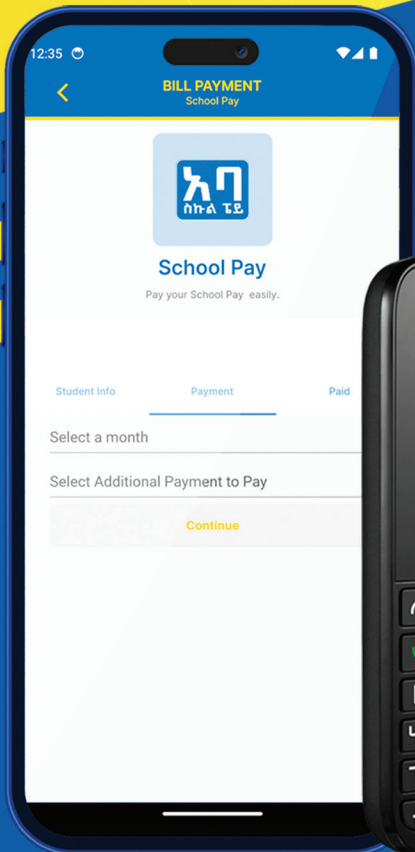 12:35
BILL PAYMENT
School Pay
አባ
ስኩል ፔይ
School Pay
Pay your School Pay easily.
Student Info
Payment
Paid
Select a month
Select Additional Payment to Pay
Continue